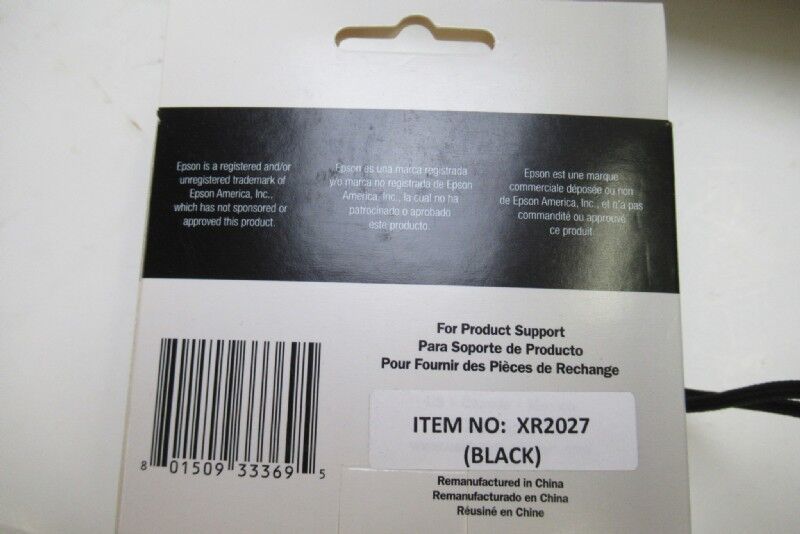 Epson is a registered and/or
unregistered trademark of
Epson America, Inc.,
which has not sponsored or
approved this product.
Epson es una marca registrada
y/o marca no registrada de Epson
America, Inc., la cual no ha
patrocinado o aprobado
este producto.
Epson est une marque
commerciale déposée ou non
de Epson America, Inc., et n'a pas
commandité ou approuvé
ce produit.
For Product Support
Para Soporte de Producto
Pour Fournir des Pièces de Rechange
ITEM NO: XR2027
(BLACK)
8 01509 33369 5
Remanufactured in China
Remanufacturado en China
Réusiné en Chine